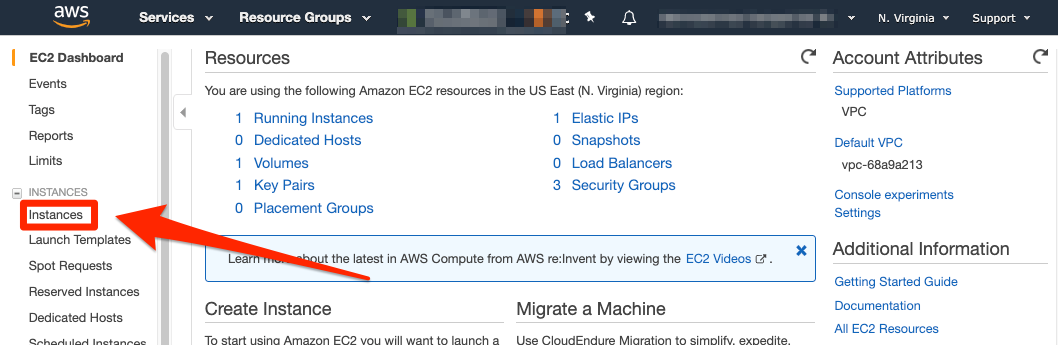 aws Services Resource Groups N. Virginia Support
EC2 Dashboard
Events
Tags
Reports
Limits
INSTANCES
Instances
Launch Templates
Spot Requests
Reserved Instances
Dedicated Hosts
Scheduled Instances
Resources
You are using the following Amazon EC2 resources in the US East (N. Virginia) region:
1 Running Instances
0 Dedicated Hosts
1 Volumes
1 Key Pairs
0 Placement Groups
1 Elastic IPs
0 Snapshots
0 Load Balancers
3 Security Groups
Learn about the latest in AWS Compute from AWS re:Invent by viewing the EC2 Videos .
Create Instance
To start using Amazon EC2 you will want to launch a
Migrate a Machine
Use CloudEndure Migration to simplify, expedite,
Account Attributes
Supported Platforms
VPC
Default VPC
vpc-68a9a213
Console experiments
Settings
Additional Information
Getting Started Guide
Documentation
All EC2 Resources